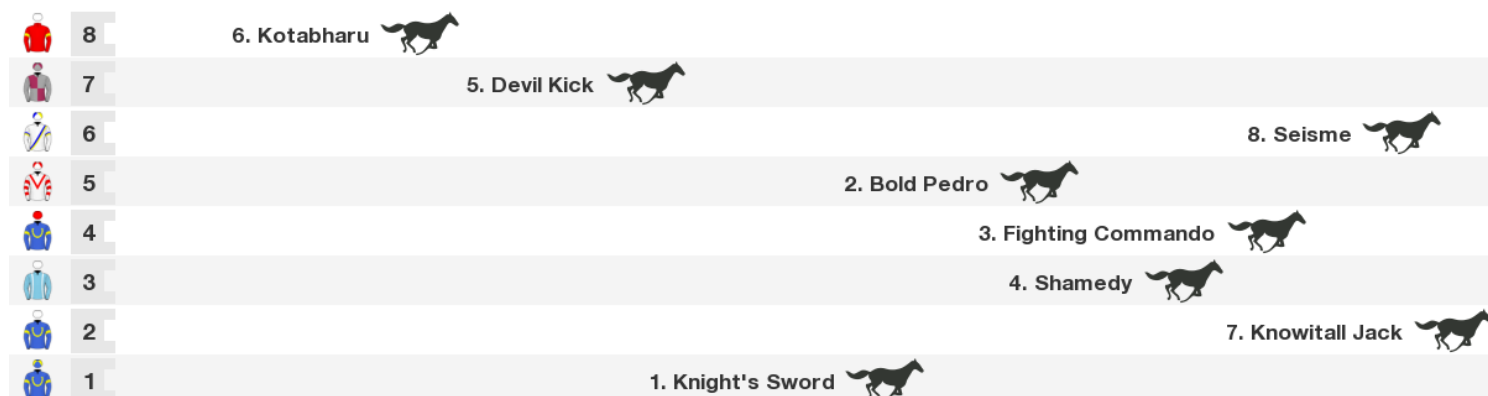 8 6. Kotabharu
7 5. Devil Kick
6 8. Seisme
5 2. Bold Pedro
4 3. Fighting Commando
3 4. Shamedy
2 7. Knowitall Jack
1 1. Knight's Sword